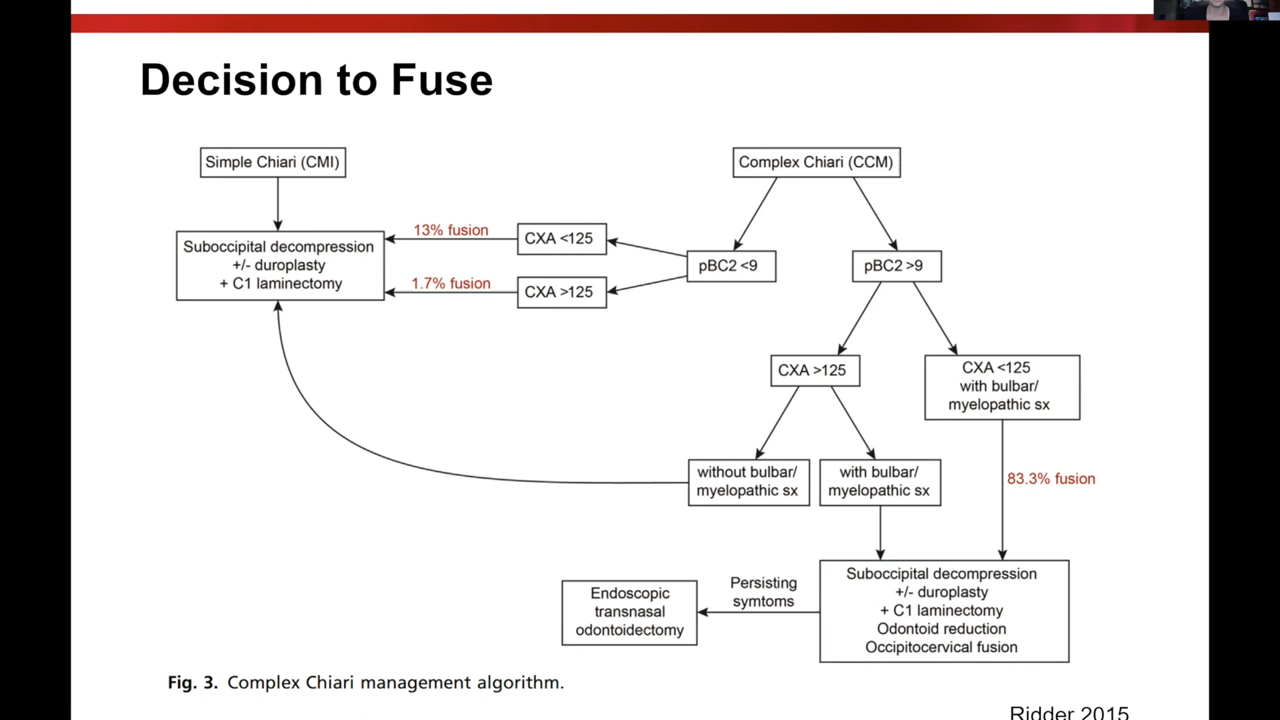 Decision to Fuse
Simple Chiari (CMI)
Complex Chiari (CCM)
Suboccipital decompression
+/- duroplasty
+ C1 laminectomy
13% fusion
CXA <125
1.7% fusion
CXA >125
pBC2 <9
pBC2 >9
CXA >125
CXA <125
with bulbar/
myelopathic sx
without bulbar/
myelopathic sx
with bulbar/
myelopathic sx
83.3% fusion
Suboccipital decompression
+/- duroplasty
+ C1 laminectomy
Odontoid reduction
Occipitocervical fusion
Persisting
symtoms
Endoscopic
transnasal
odontoidectomy
Fig. 3. Complex Chiari management algorithm.
Ridder 2015